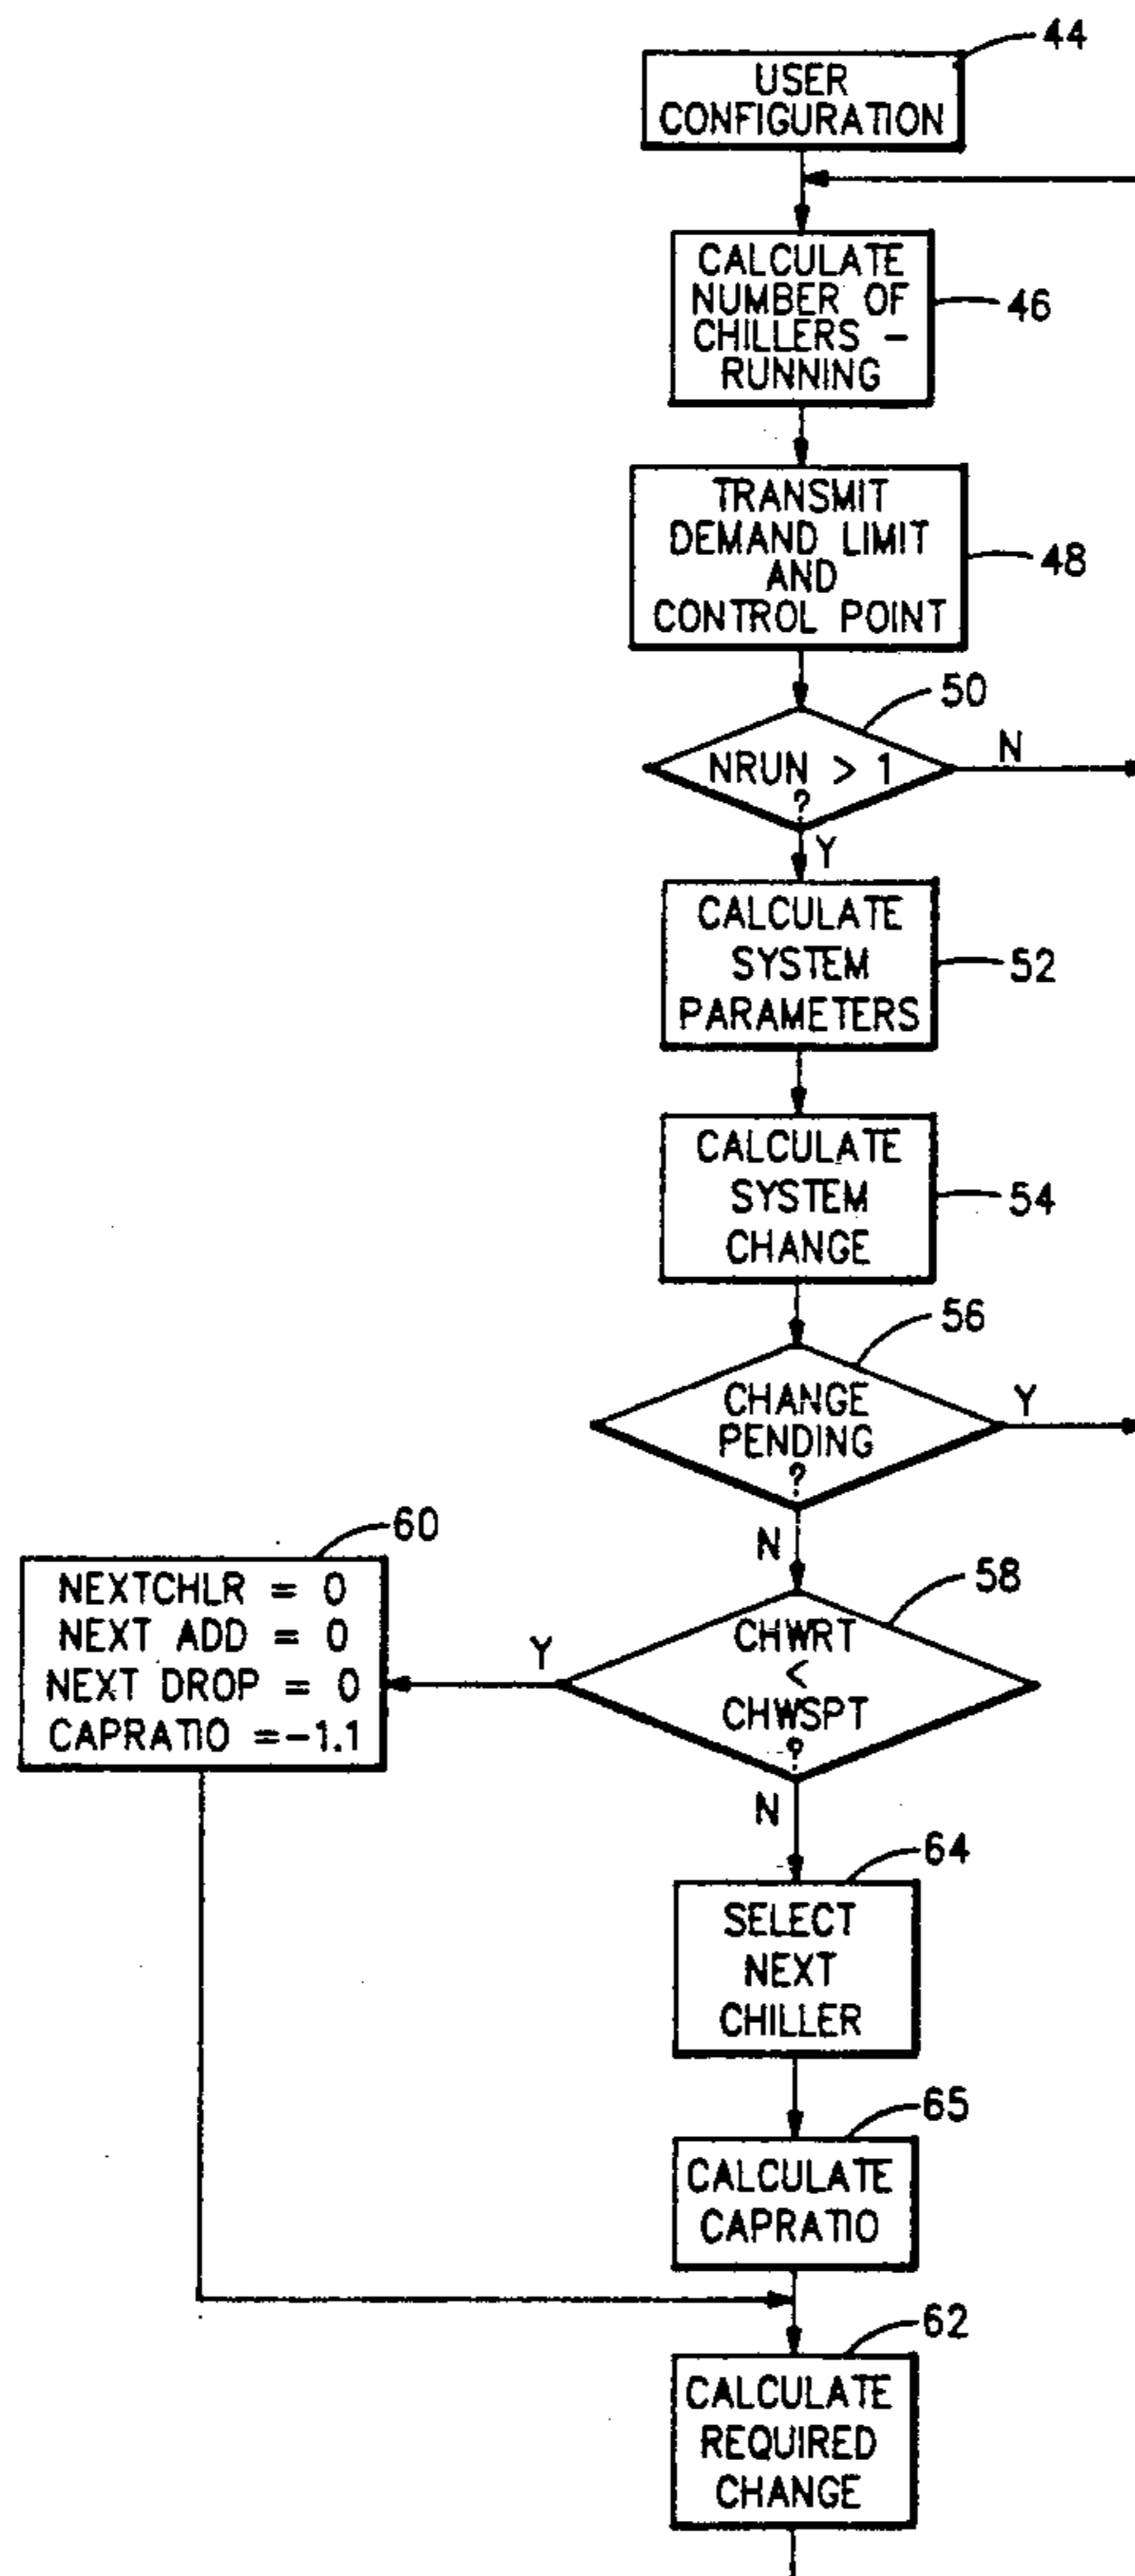 44
USER
CONFIGURATION
CALCULATE
NUMBER OF
CHILLERS -
RUNNING
46
TRANSMIT
DEMAND LIMIT
AND
CONTROL POINT
48
50
NRUN > 1
?
N
Y
CALCULATE
SYSTEM
PARAMETERS
52
CALCULATE
SYSTEM
CHANGE
54
56
CHANGE
PENDING
?
Y
N
60
NEXTCHLR = 0
NEXT ADD = 0
NEXT DROP = 0
CAPRATIO =-1.1
58
CHWRT
<
CHWSPT
?
Y
N
64
SELECT
NEXT
CHILLER
65
CALCULATE
CAPRATIO
62
CALCULATE
REQUIRED
CHANGE